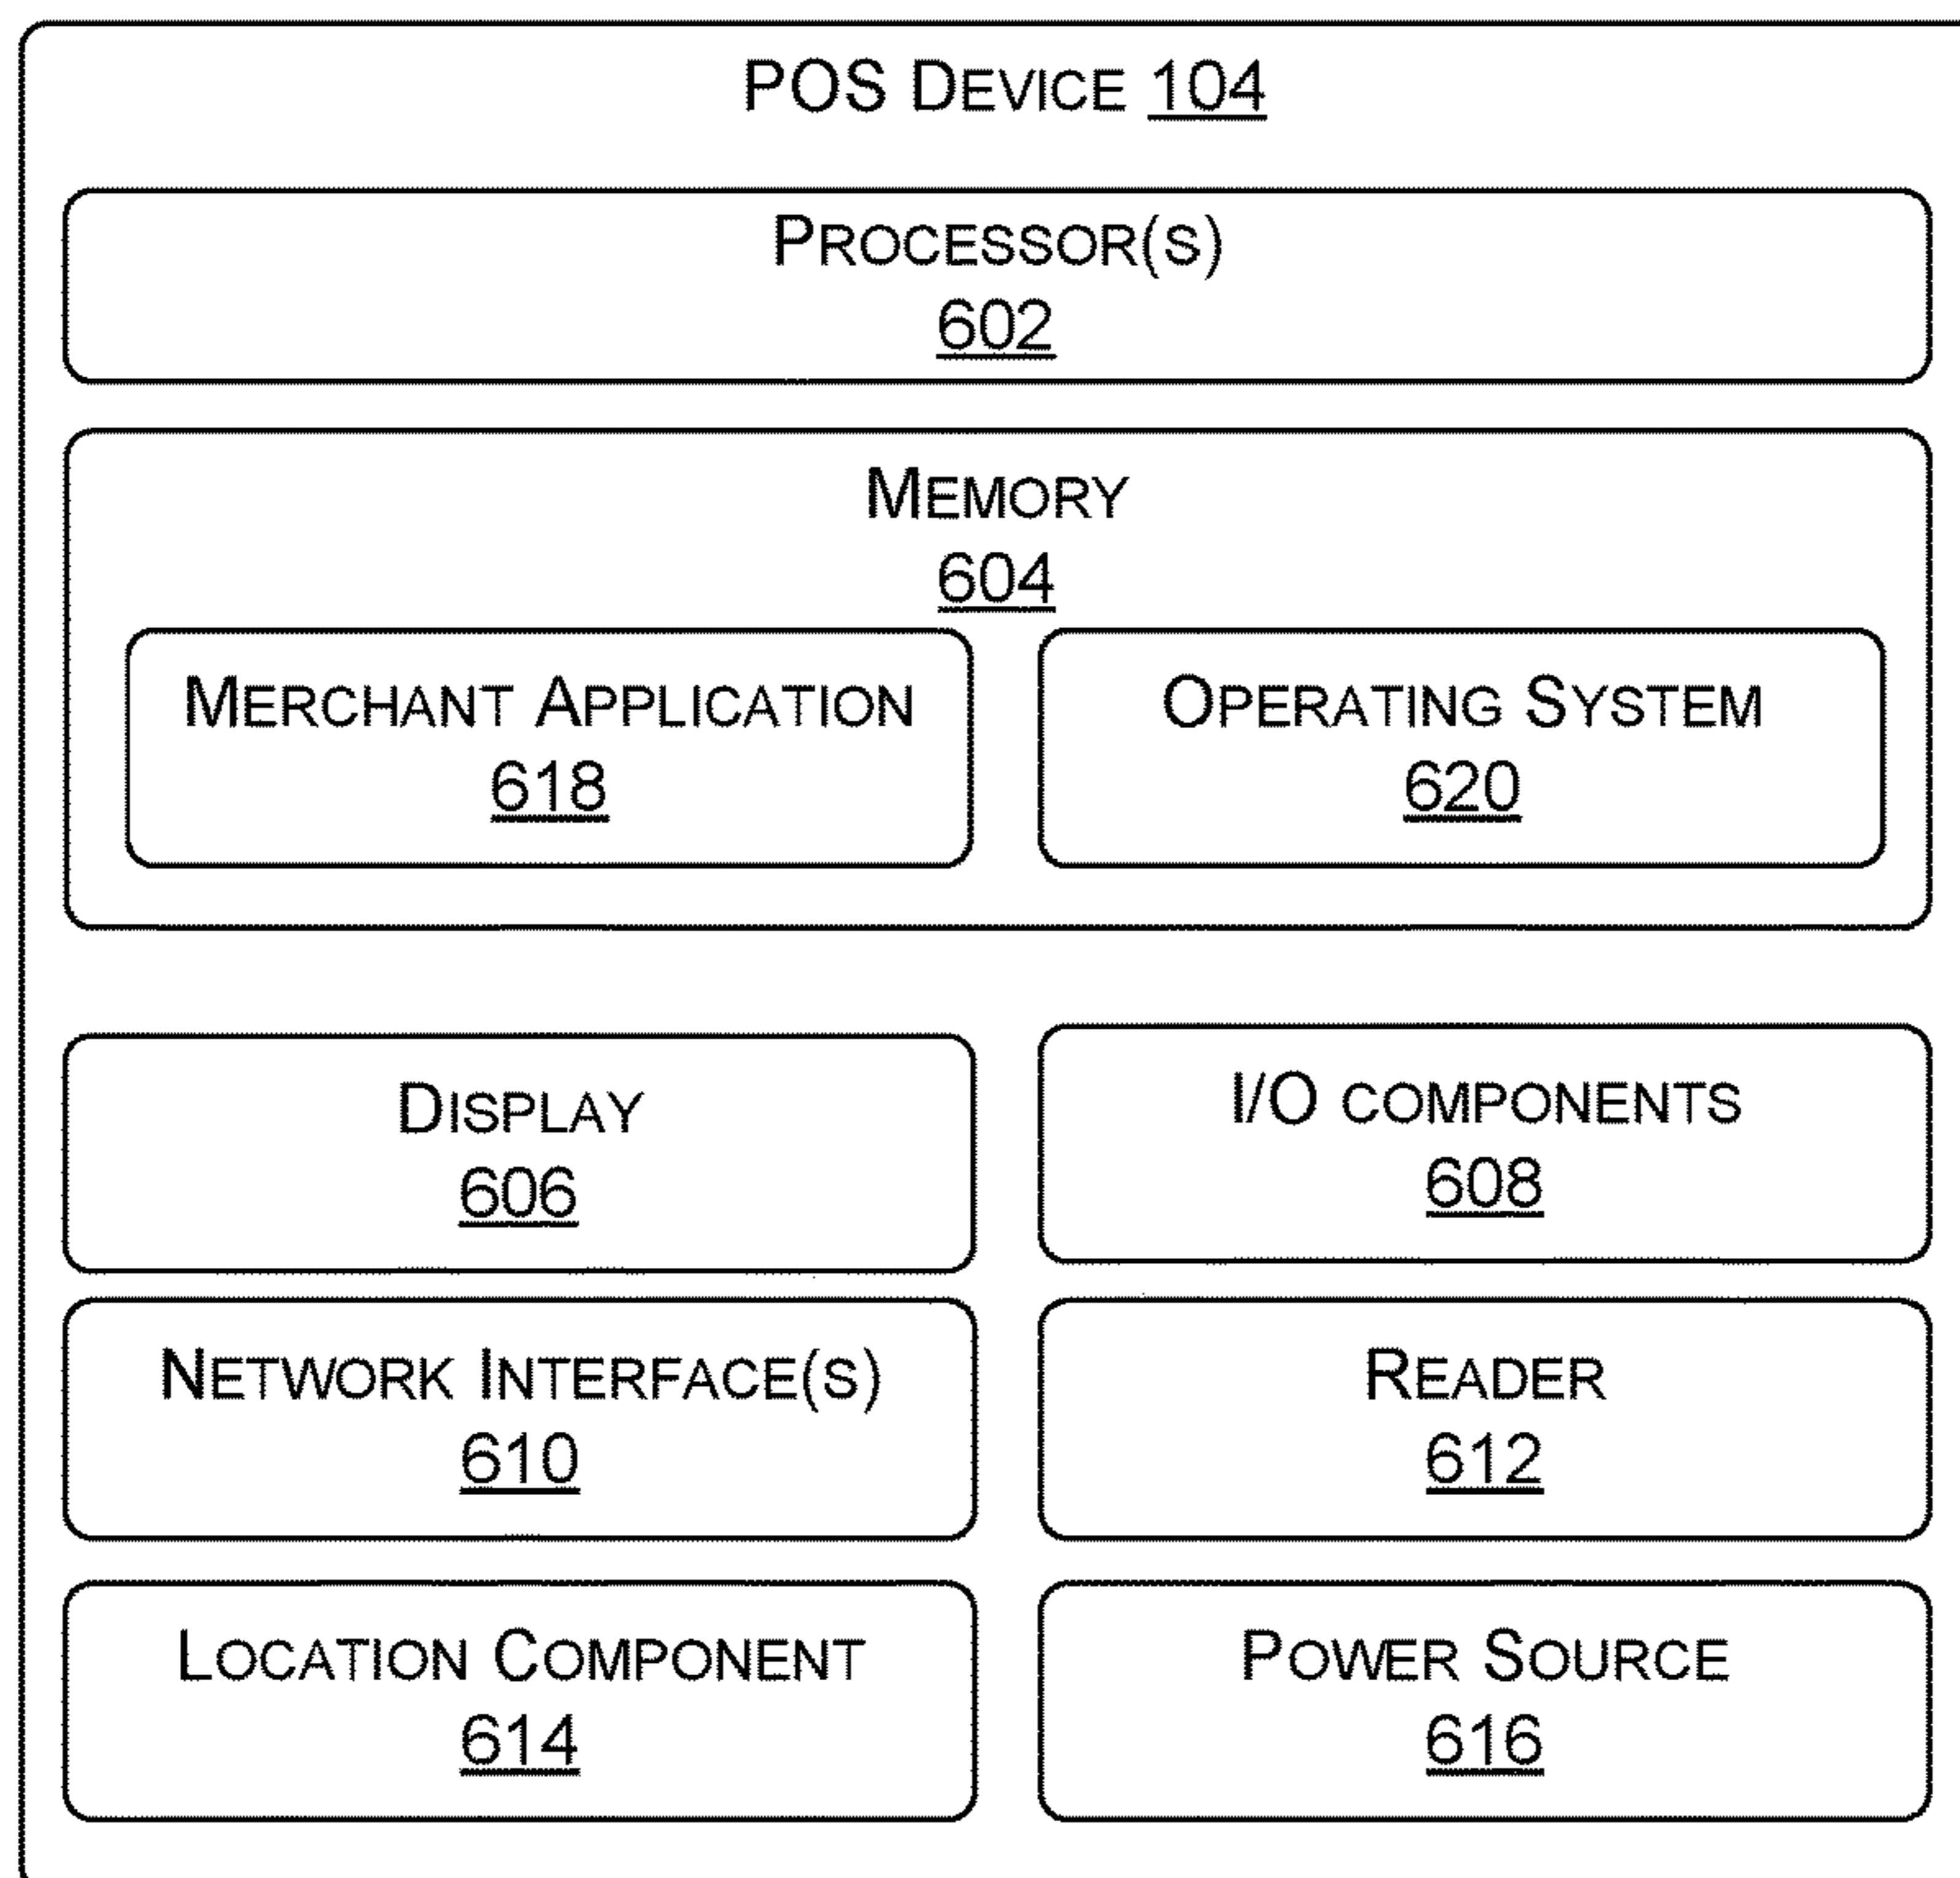 POS DEVICE 104
PROCESSOR(S)
602
MEMORY
604
MERCHANT APPLICATION
618
OPERATING SYSTEM
620
DISPLAY
606
I/O COMPONENTS
608
NETWORK INTERFACE(S)
610
READER
612
LOCATION COMPONENT
614
POWER SOURCE
616